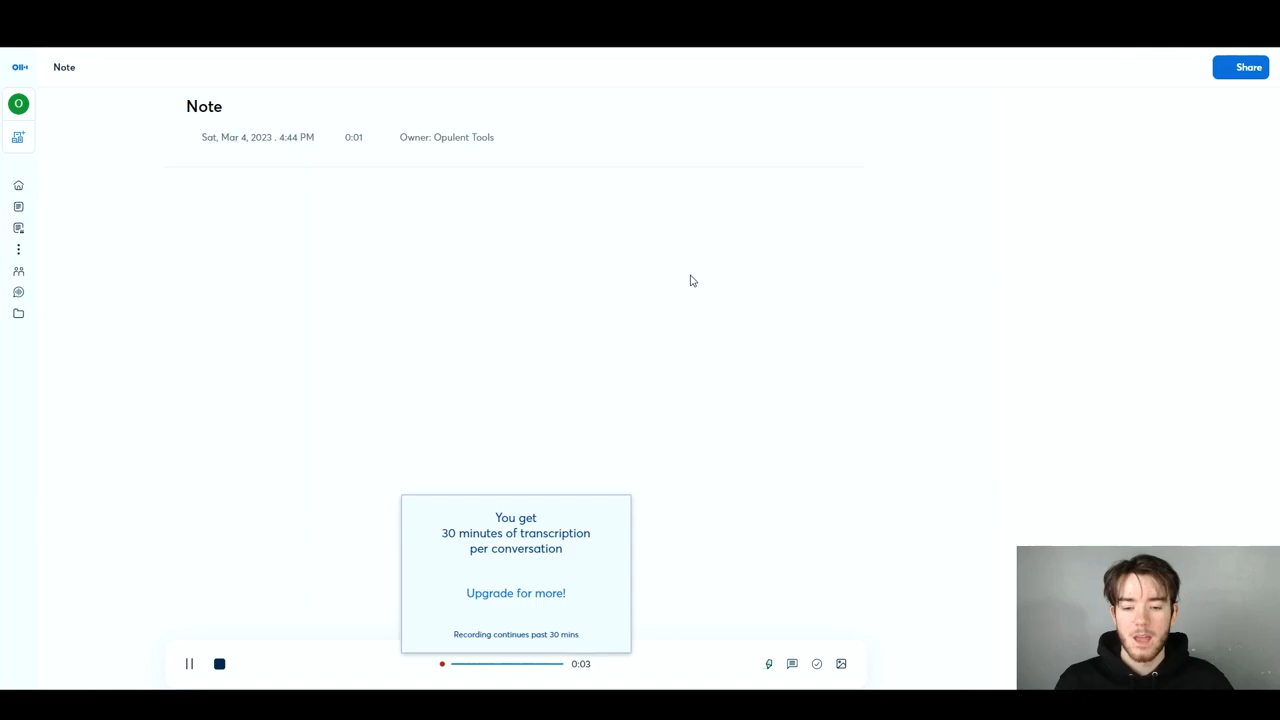 Note
Share
O
Note
Sat, Mar 4, 2023 . 4:44 PM 0:01 Owner: Opulent Tools
You get
30 minutes of transcription
per conversation
Upgrade for more!
Recording continues past 30 mins
0:03